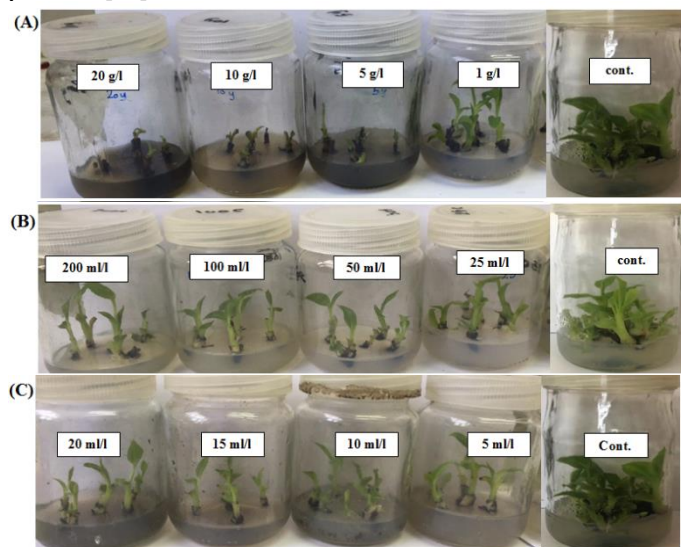 (A)
20 g/l
10 g/l
5 g/l
1 g/l
cont.
(B)
200 ml/l
100 ml/l
50 ml/l
25 ml/l
cont.
(C)
20 ml/l
15 ml/l
10 ml/l
5 ml/l
Cont.